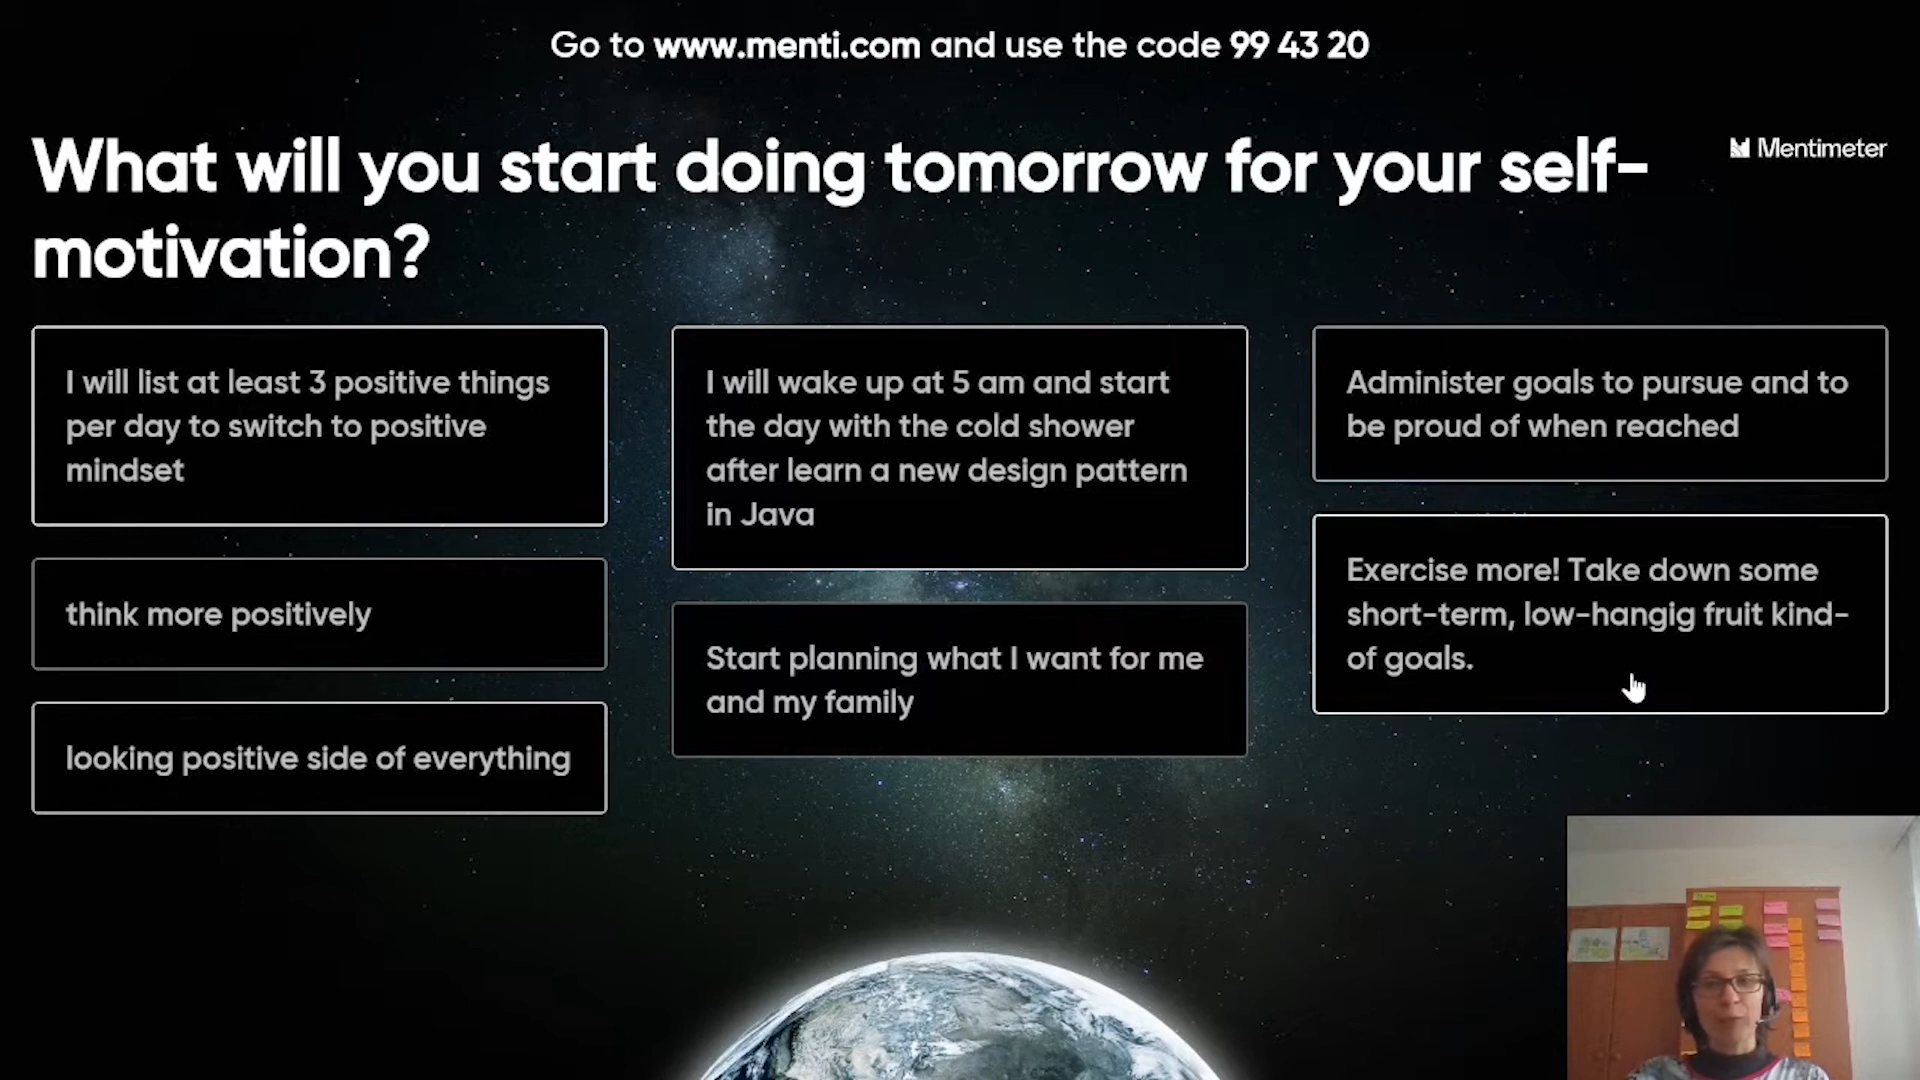 Go to www.menti.com and use the code 99 43 20
What will you start doing tomorrow for your self-
motivation?
Mentimeter
I will list at least 3 positive things
per day to switch to positive
mindset
think more positively
looking positive side of everything
I will wake up at 5 am and start
the day with the cold shower
after learn a new design pattern
in Java
Start planning what I want for me
and my family
Administer goals to pursue and to
be proud of when reached
Exercise more! Take down some
short-term, low-hangig fruit kind-
of goals.